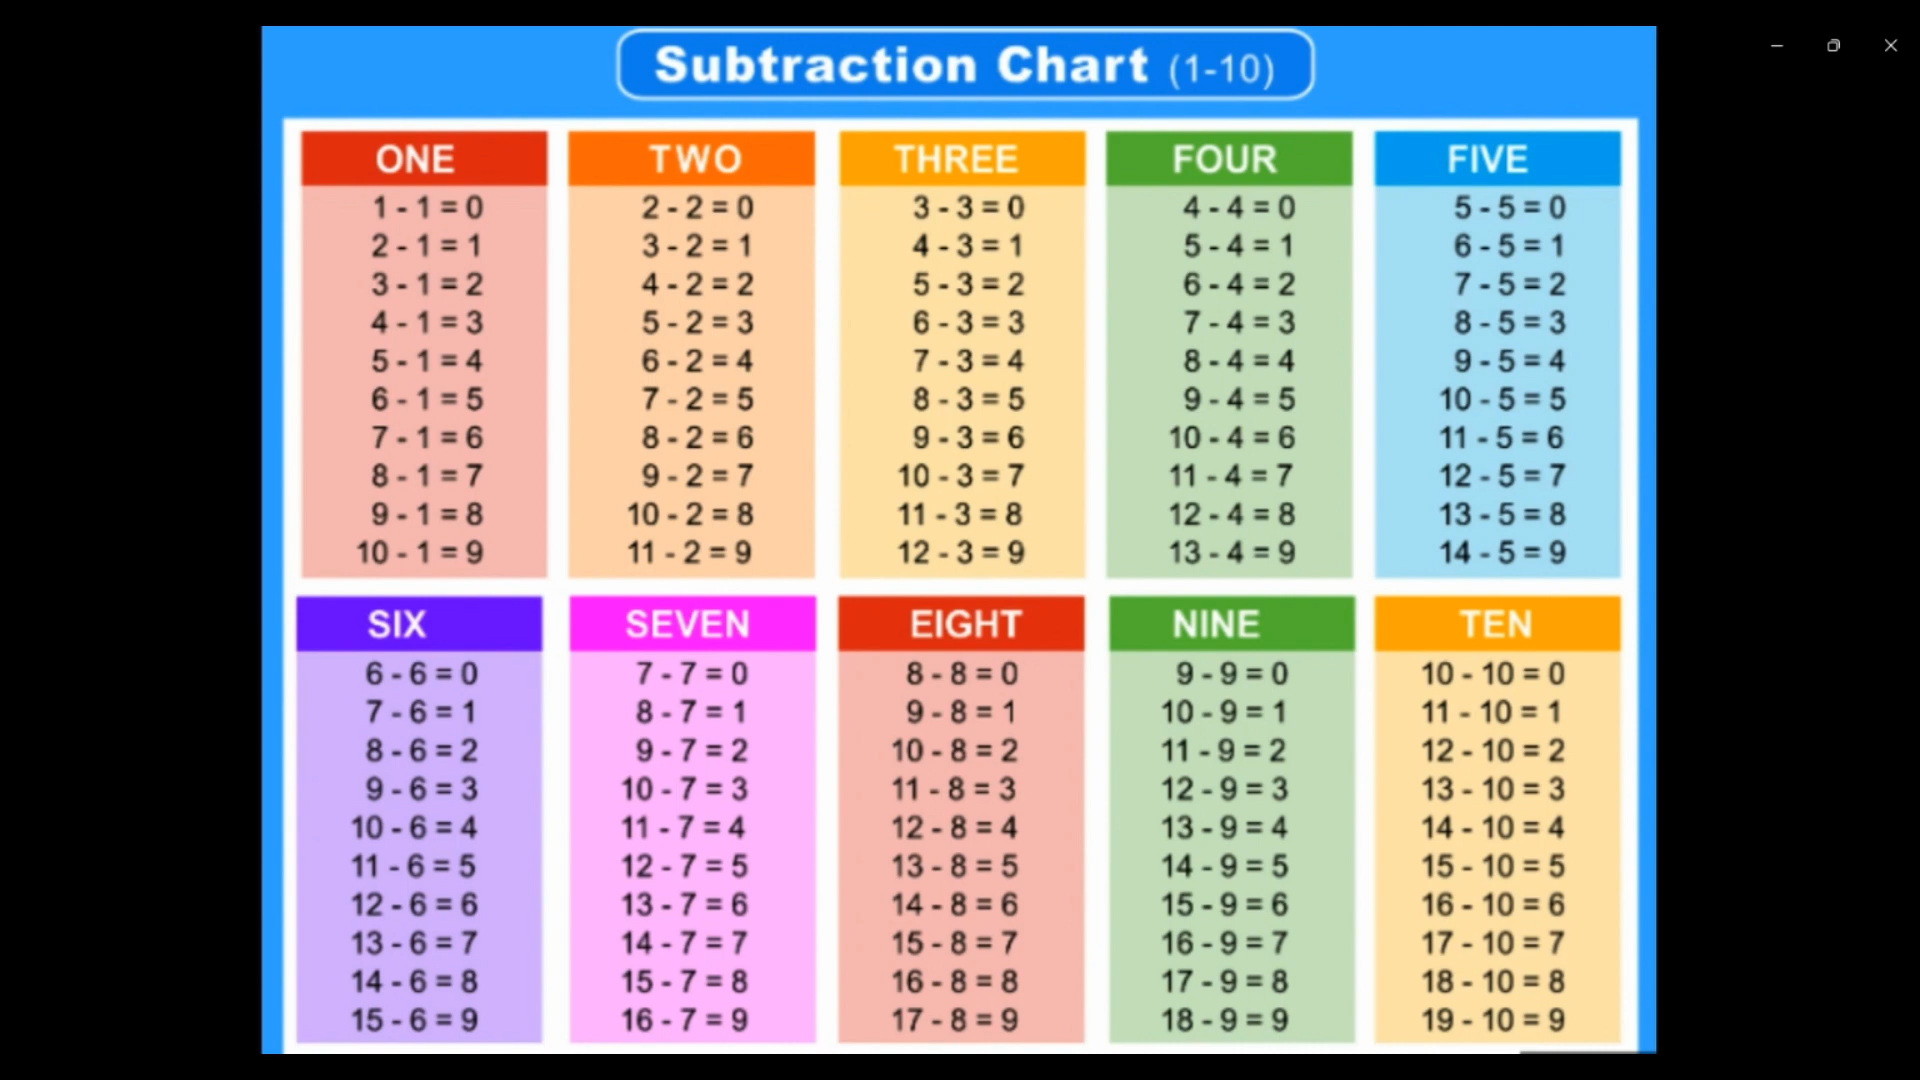 Subtraction Chart (1-10)
ONE
1 - 1 = 0
2 - 1 = 1
3 - 1 = 2
4 - 1 = 3
5 - 1 = 4
6 - 1 = 5
7 - 1 = 6
8 - 1 = 7
9 - 1 = 8
10 - 1 = 9
TWO
2 - 2 = 0
3 - 2 = 1
4 - 2 = 2
5 - 2 = 3
6 - 2 = 4
7 - 2 = 5
8 - 2 = 6
9 - 2 = 7
10 - 2 = 8
11 - 2 = 9
THREE
3 - 3 = 0
4 - 3 = 1
5 - 3 = 2
6 - 3 = 3
7 - 3 = 4
8 - 3 = 5
9 - 3 = 6
10 - 3 = 7
11 - 3 = 8
12 - 3 = 9
FOUR
4 - 4 = 0
5 - 4 = 1
6 - 4 = 2
7 - 4 = 3
8 - 4 = 4
9 - 4 = 5
10 - 4 = 6
11 - 4 = 7
12 - 4 = 8
13 - 4 = 9
FIVE
5 - 5 = 0
6 - 5 = 1
7 - 5 = 2
8 - 5 = 3
9 - 5 = 4
10 - 5 = 5
11 - 5 = 6
12 - 5 = 7
13 - 5 = 8
14 - 5 = 9
SIX
6 - 6 = 0
7 - 6 = 1
8 - 6 = 2
9 - 6 = 3
10 - 6 = 4
11 - 6 = 5
12 - 6 = 6
13 - 6 = 7
14 - 6 = 8
15 - 6 = 9
SEVEN
7 - 7 = 0
8 - 7 = 1
9 - 7 = 2
10 - 7 = 3
11 - 7 = 4
12 - 7 = 5
13 - 7 = 6
14 - 7 = 7
15 - 7 = 8
16 - 7 = 9
EIGHT
8 - 8 = 0
9 - 8 = 1
10 - 8 = 2
11 - 8 = 3
12 - 8 = 4
13 - 8 = 5
14 - 8 = 6
15 - 8 = 7
16 - 8 = 8
17 - 8 = 9
NINE
9 - 9 = 0
10 - 9 = 1
11 - 9 = 2
12 - 9 = 3
13 - 9 = 4
14 - 9 = 5
15 - 9 = 6
16 - 9 = 7
17 - 9 = 8
18 - 9 = 9
TEN
10 - 10 = 0
11 - 10 = 1
12 - 10 = 2
13 - 10 = 3
14 - 10 = 4
15 - 10 = 5
16 - 10 = 6
17 - 10 = 7
18 - 10 = 8
19 - 10 = 9